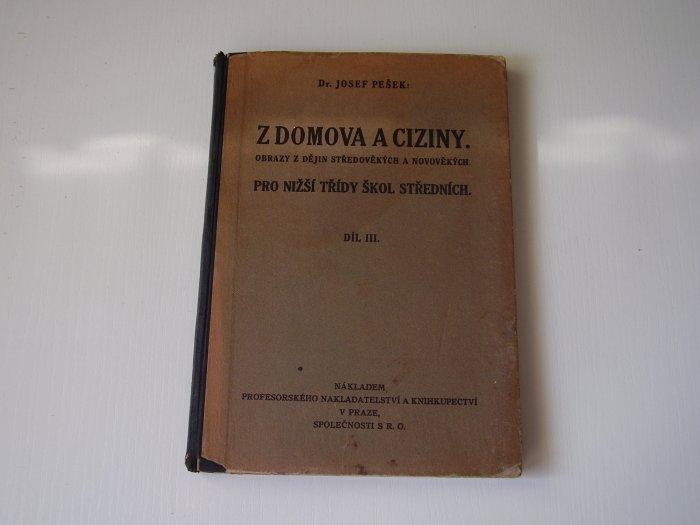 Dr. JOSEF PEŠEK:
Z DOMOVA A CIZINY.
OBRAZY Z DĚJIN STŘEDOVĚKÝCH A NOVOVĚKÝCH.
PRO NIŽŠÍ TŘÍDY ŠKOL STŘEDNÍCH.
DÍL III.
NÁKLADEM
PROFESORSKÉHO NAKLADATELSTVÍ A KNIHKUPECTVÍ
V PRAZE,
SPOLEČNOSTI S R. O.